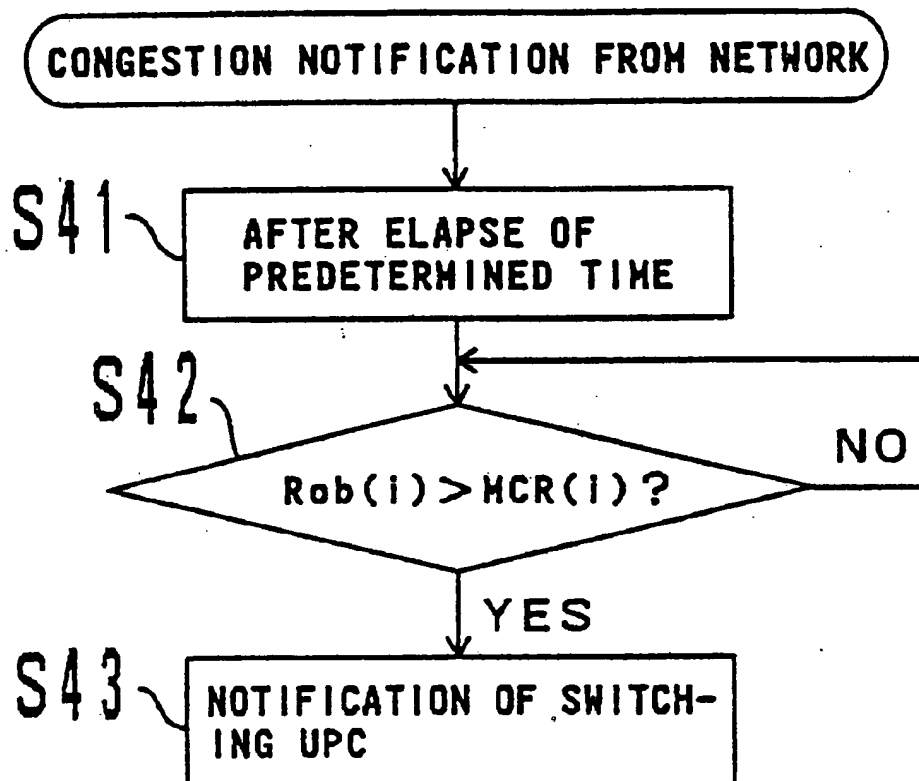 CONGESTION NOTIFICATION FROM NETWORK
S41
AFTER ELAPSE OF
PREDETERMINED TIME
S42
NO
Rob(i)>MCR(i)?
YES
S43
NOTIFICATION OF SWITCH-
ING UPC